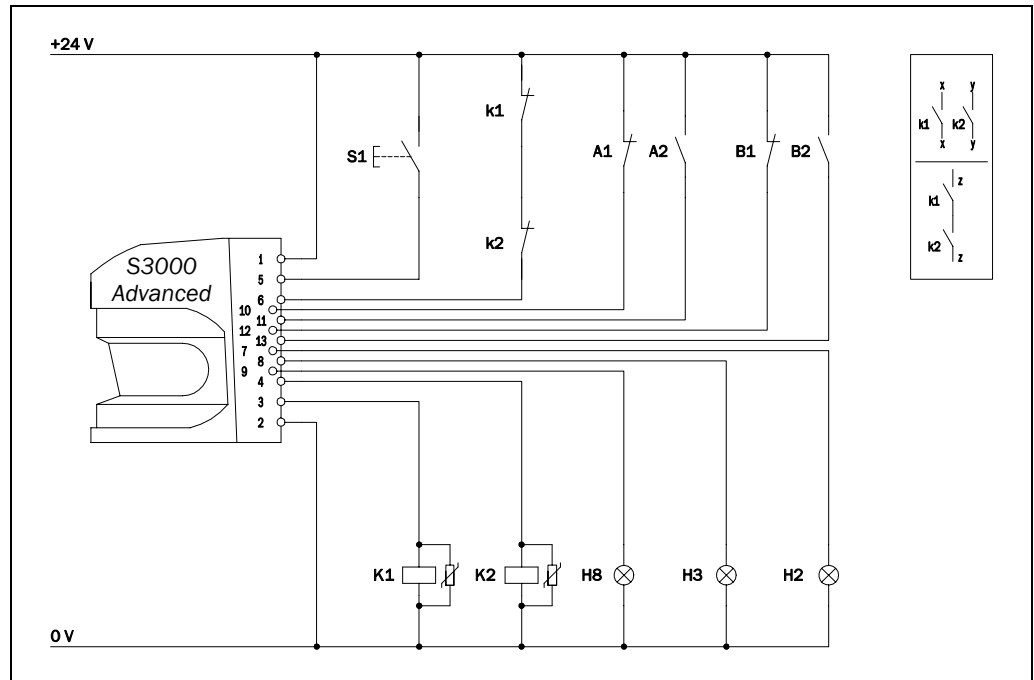 +24 V
x y
k1
k1 k2
S1
A1 A2 B1 B2
x y
z
k1
k2
k2
z
S3000
Advanced
1
5
6
10
11
12
13
7
8
9
4
3
2
K1 K2 H8 H3 H2
0 V